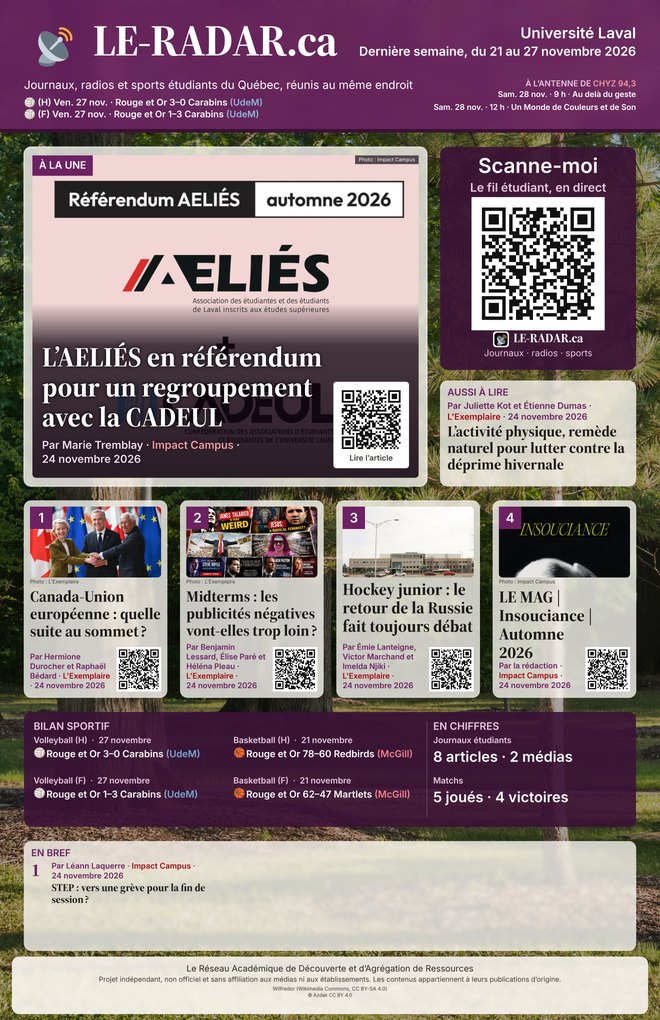 LE-RADAR.ca
Université Laval
Dernière semaine, du 21 au 27 novembre 2026
Journaux, radios et sports étudiants du Québec, réunis au même endroit
(H) Ven. 27 nov. · Rouge et Or 3–0 Carabins (UdeM)
(F) Ven. 27 nov. · Rouge et Or 1–3 Carabins (UdeM)
À L'ANTENNE DE CHYZ 94,3
Sam. 28 nov. · 9 h · Au delà du geste
Sam. 28 nov. · 12 h · Un Monde de Couleurs et de Son
À LA UNE
Photo : Impact Campus
Référendum AELIÉS automne 2026
AELIÉS
Association des étudiantes et des étudiants
de Laval inscrits aux études supérieures
CADEUL
CONFÉDÉRATION DES ASSOCIATIONS D'ÉTUDIANTES
ET ÉTUDIANTS DE L'UNIVERSITÉ LAVAL
L'AELIÉS en référendum
pour un regroupement
avec la CADEUL
Par Marie Tremblay · Impact Campus ·
24 novembre 2026
Lire l'article
Scanne-moi
Le fil étudiant, en direct
LE-RADAR.ca
Journaux · radios · sports
AUSSI À LIRE
Par Juliette Kot et Étienne Dumas ·
L'Exemplaire · 24 novembre 2026
L'activité physique, remède
naturel pour lutter contre la
déprime hivernale
1
Photo : L'Exemplaire
Canada-Union
européenne : quelle
suite au sommet ?
Par Hermione
Durocher et Raphaël
Bédard · L'Exemplaire
· 24 novembre 2026
2
JAMES TALARICO
WEIRD
JESUS:
A RADICAL FEMINIST
Photo : L'Exemplaire
Midterms : les
publicités négatives
vont-elles trop loin ?
Par Benjamin
Lessard, Élise Paré et
Héléna Pleau ·
L'Exemplaire ·
24 novembre 2026
3
Hockey junior : le
retour de la Russie
fait toujours débat
Par Émie Lanteigne,
Victor Marchand et
Imelda Njiki ·
L'Exemplaire ·
24 novembre 2026
4
INSOUCIANCE
Photo : Impact Campus
LE MAG |
Insouciance |
Automne
2026
Par la rédaction ·
Impact Campus ·
24 novembre 2026
BILAN SPORTIF
Volleyball (H) · 27 novembre
Rouge et Or 3–0 Carabins (UdeM)
Basketball (H) · 21 novembre
Rouge et Or 78–60 Redbirds (McGill)
Volleyball (F) · 27 novembre
Rouge et Or 1–3 Carabins (UdeM)
Basketball (F) · 21 novembre
Rouge et Or 62–47 Martlets (McGill)
EN CHIFFRES
Journaux étudiants
8 articles · 2 médias
Matchs
5 joués · 4 victoires
EN BREF
1
Par Léann Laquerre · Impact Campus ·
24 novembre 2026
STEP : vers une grève pour la fin de
session ?
Le Réseau Académique de Découverte et d'Agrégation de Ressources
Projet indépendant, non officiel et sans affiliation aux médias ni aux établissements. Les contenus appartiennent à leurs publications d'origine.
Wilfredor (Wikimedia Commons, CC BY-SA 4.0)
© Azdak CC BY 4.0